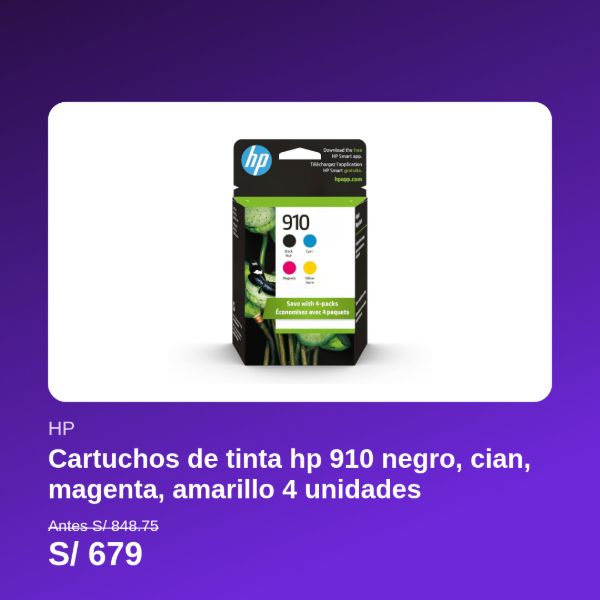 hp
Download the free
HP Smart app.
Téléchargez l'application
HP Smart gratuite.
hpapp.com
910
Black
Noir
Cyan
Magenta
Yellow
Jaune
Save with 4-packs
Économisez avec 4 paquets
HP
Cartuchos de tinta hp 910 negro, cian,
magenta, amarillo 4 unidades
Antes S/ 848.75
S/ 679